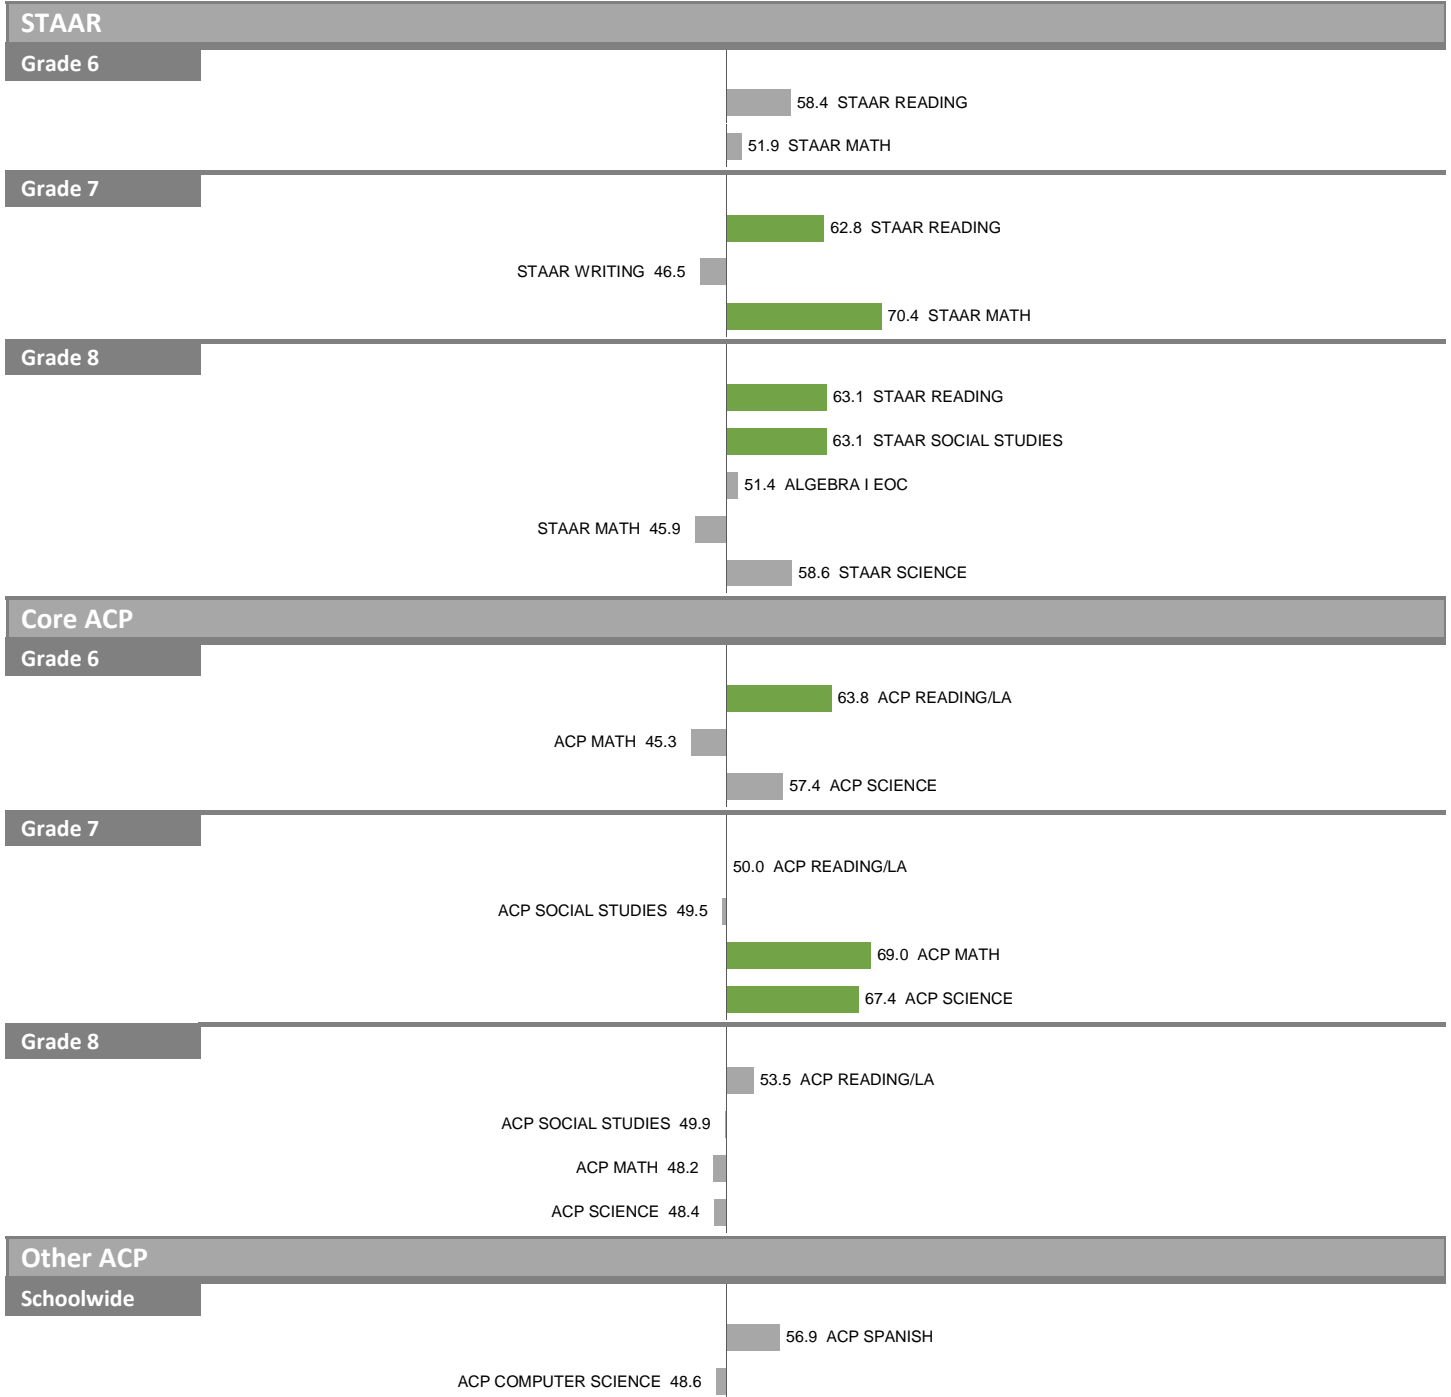 STAAR
Grade 6
58.4 STAAR READING
51.9 STAAR MATH
Grade 7
62.8 STAAR READING
STAAR WRITING 46.5
70.4 STAAR MATH
Grade 8
63.1 STAAR READING
63.1 STAAR SOCIAL STUDIES
51.4 ALGEBRA I EOC
STAAR MATH 45.9
58.6 STAAR SCIENCE
Core ACP
Grade 6
63.8 ACP READING/LA
ACP MATH 45.3
57.4 ACP SCIENCE
Grade 7
50.0 ACP READING/LA
ACP SOCIAL STUDIES 49.5
69.0 ACP MATH
67.4 ACP SCIENCE
Grade 8
53.5 ACP READING/LA
ACP SOCIAL STUDIES 49.9
ACP MATH 48.2
ACP SCIENCE 48.4
Other ACP
Schoolwide
56.9 ACP SPANISH
ACP COMPUTER SCIENCE 48.6